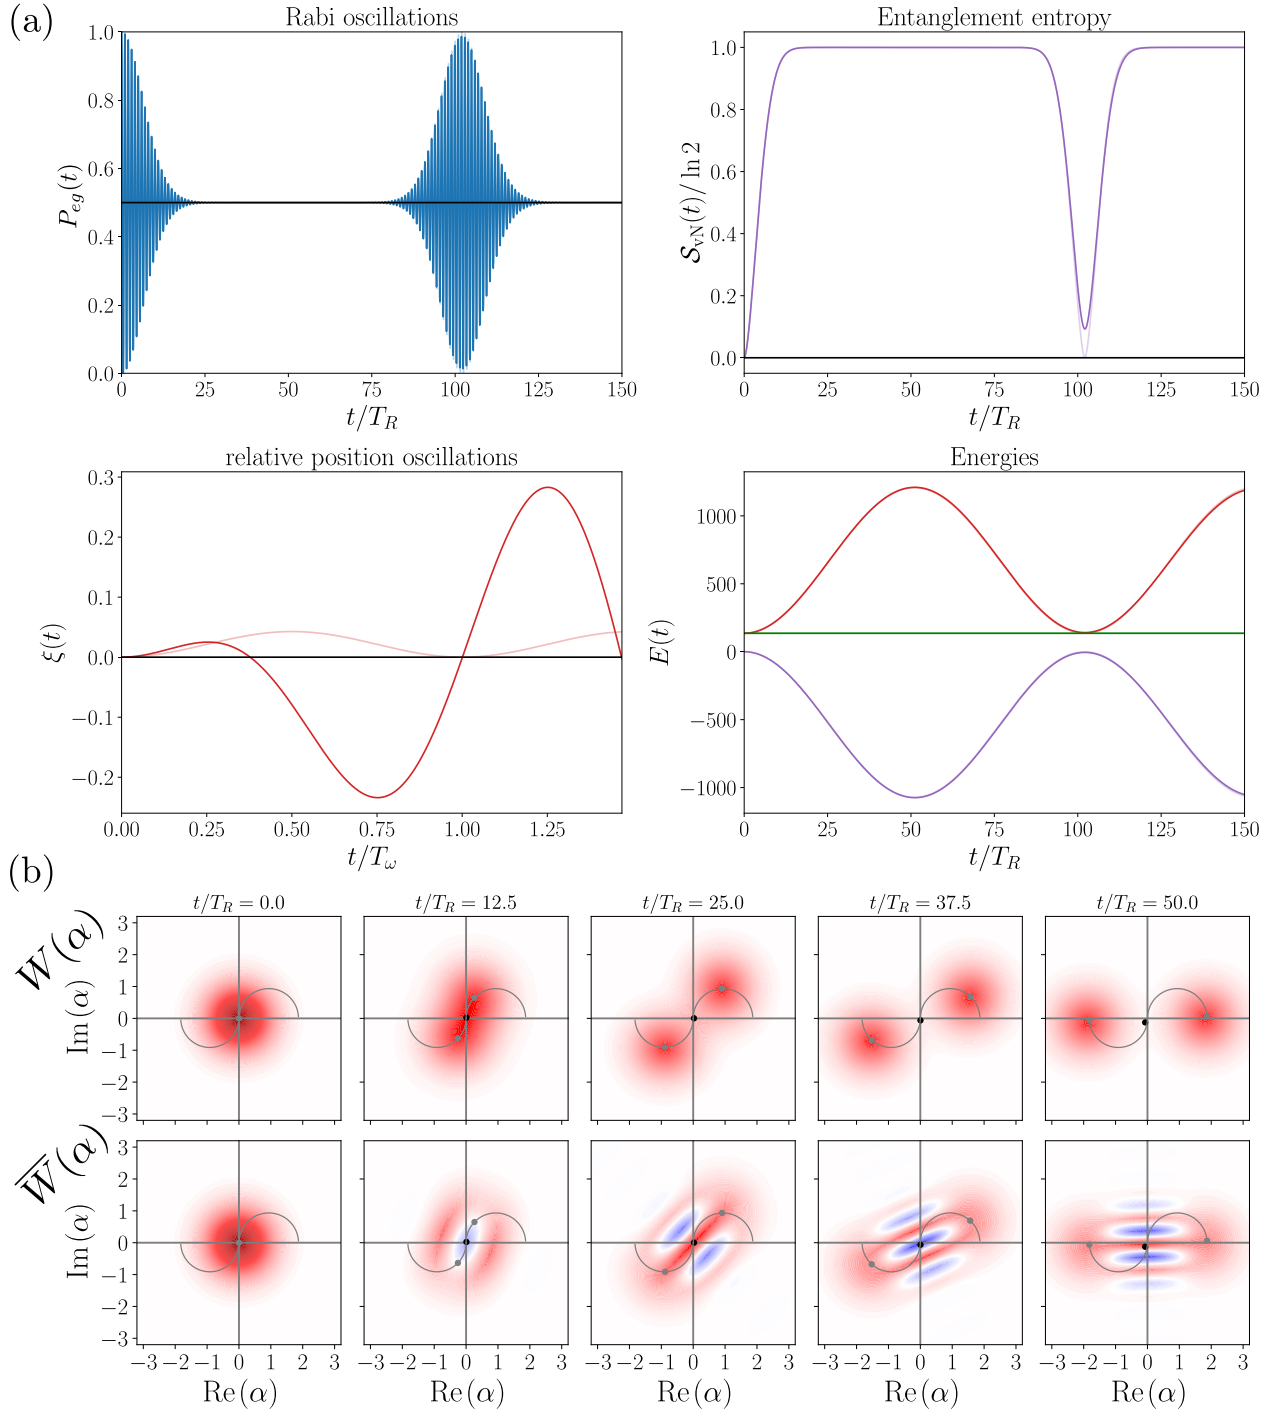 (a)
Rabi oscillations
Entanglement entropy
1.0
0.8
0.6
0.4
0.2
0.0
P_{eg}(t)
0 25 50 75 100 125 150
t/T_R
1.0
0.8
0.6
0.4
0.2
0.0
𝒮_{vN}(t)/ ln 2
0 25 50 75 100 125 150
t/T_R
relative position oscillations
Energies
0.3
0.2
0.1
0.0
−0.1
−0.2
ξ(t)
0.00 0.25 0.50 0.75 1.00 1.25
t/T_ω
1000
500
0
−500
−1000
E(t)
0 25 50 75 100 125 150
t/T_R
(b)
t/T_R = 0.0
t/T_R = 12.5
t/T_R = 25.0
t/T_R = 37.5
t/T_R = 50.0
W(α)
Im (α)
3
2
1
0
−1
−2
−3
W̅(α)
Im (α)
3
2
1
0
−1
−2
−3
−3 −2 −1 0 1 2 3
−3 −2 −1 0 1 2 3
−3 −2 −1 0 1 2 3
−3 −2 −1 0 1 2 3
−3 −2 −1 0 1 2 3
Re (α)
Re (α)
Re (α)
Re (α)
Re (α)